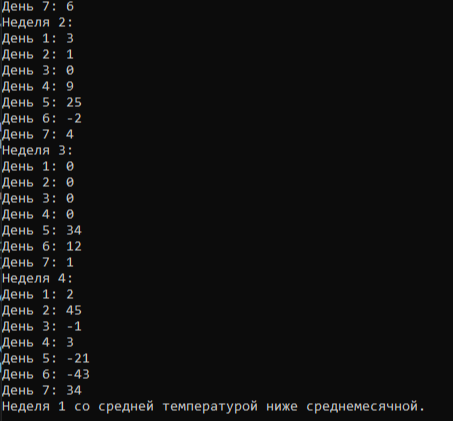 День 7: 6
Неделя 2:
День 1: 3
День 2: 1
День 3: 0
День 4: 9
День 5: 25
День 6: -2
День 7: 4
Неделя 3:
День 1: 0
День 2: 0
День 3: 0
День 4: 0
День 5: 34
День 6: 12
День 7: 1
Неделя 4:
День 1: 2
День 2: 45
День 3: -1
День 4: 3
День 5: -21
День 6: -43
День 7: 34
Неделя 1 со средней температурой ниже среднемесячной.